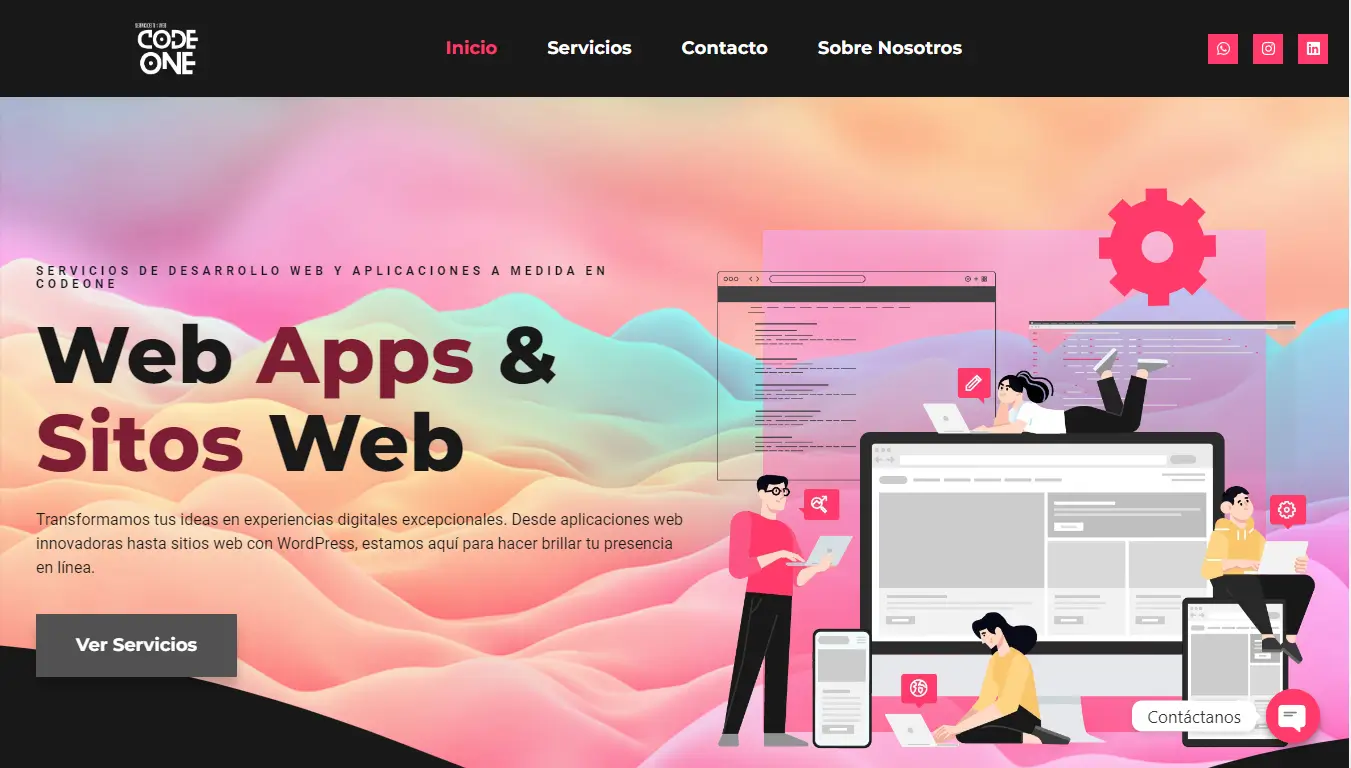 CODE
ONE
Inicio
Servicios
Contacto
Sobre Nosotros
SERVICIOS DE DESARROLLO WEB Y APLICACIONES A MEDIDA EN
CODEONE
Web Apps &
Sitos Web
Transformamos tus ideas en experiencias digitales excepcionales. Desde aplicaciones web
innovadoras hasta sitios web con WordPress, estamos aquí para hacer brillar tu presencia
en línea.
Ver Servicios
Contáctanos